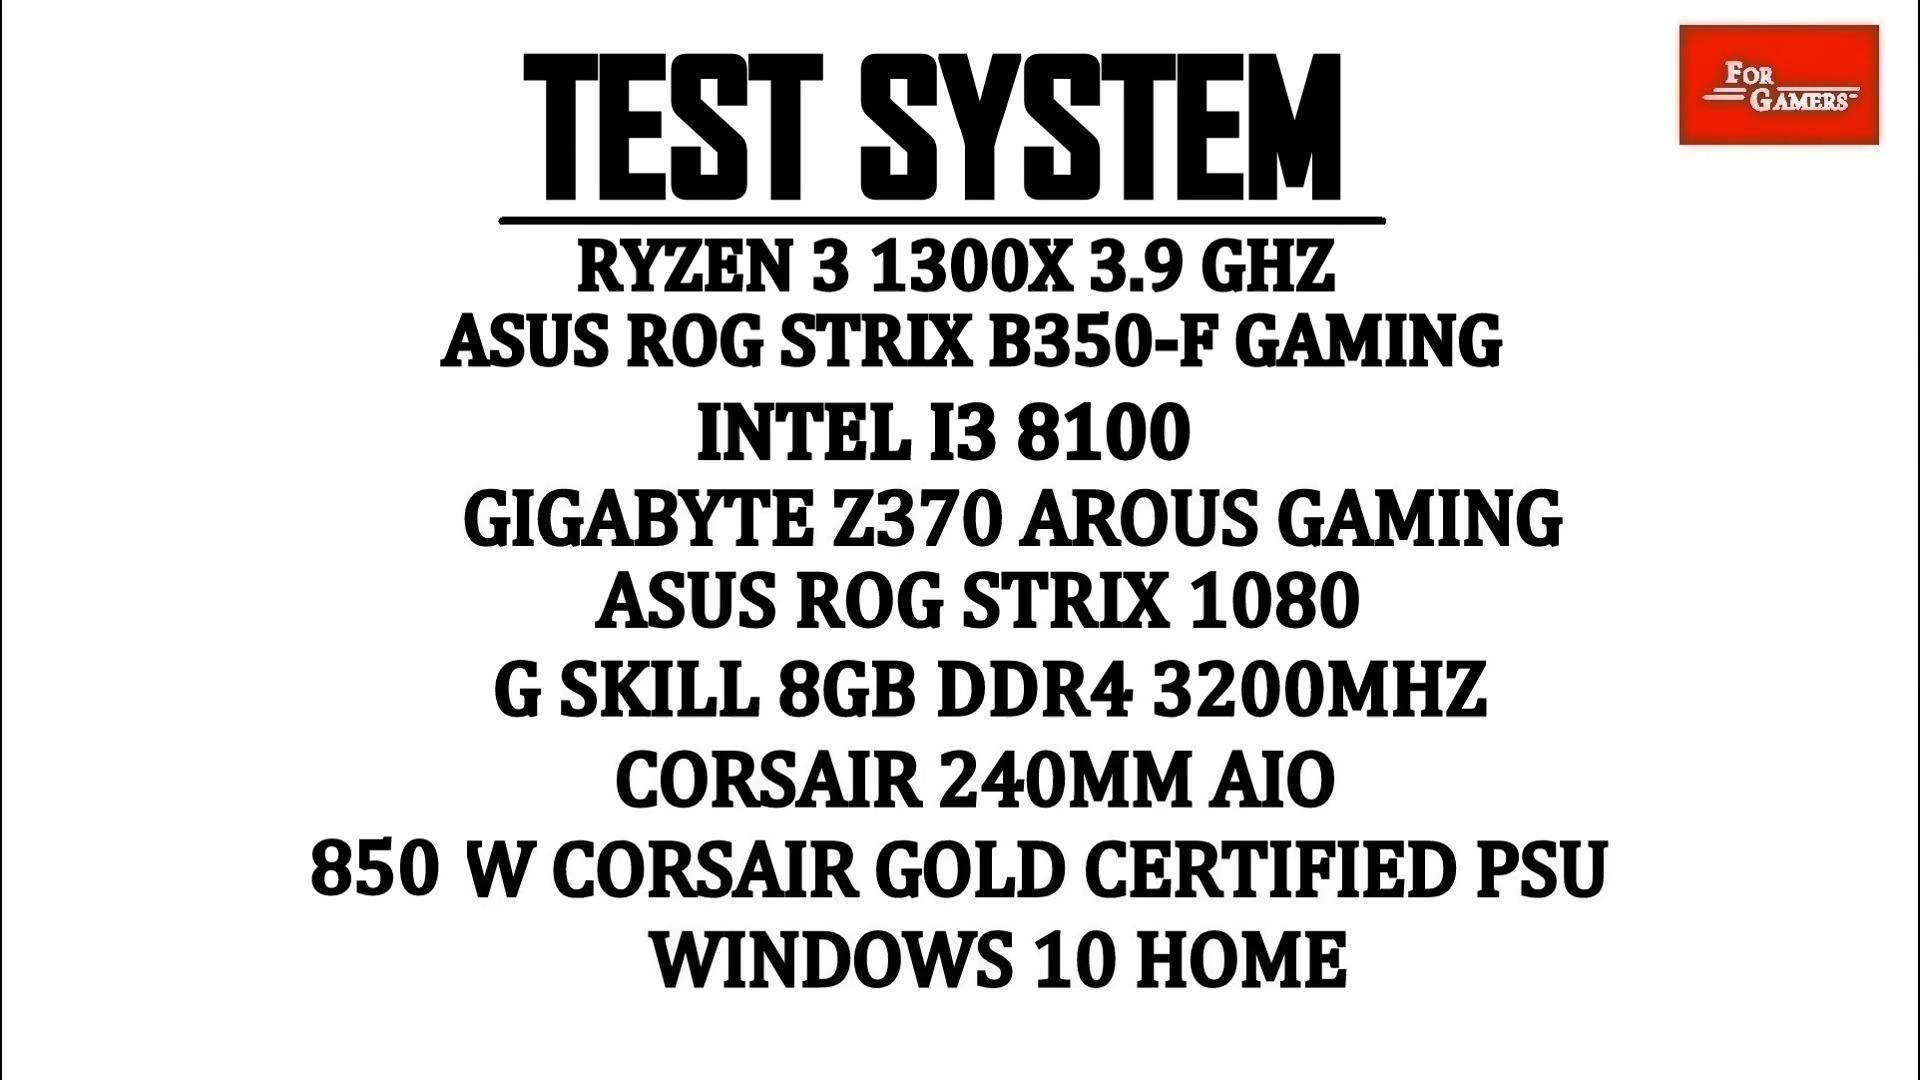 TEST SYSTEM
FOR
GAMERS
RYZEN 3 1300X 3.9 GHZ
ASUS ROG STRIX B350-F GAMING
INTEL I3 8100
GIGABYTE Z370 AROUS GAMING
ASUS ROG STRIX 1080
G SKILL 8GB DDR4 3200MHZ
CORSAIR 240MM AIO
850 W CORSAIR GOLD CERTIFIED PSU
WINDOWS 10 HOME